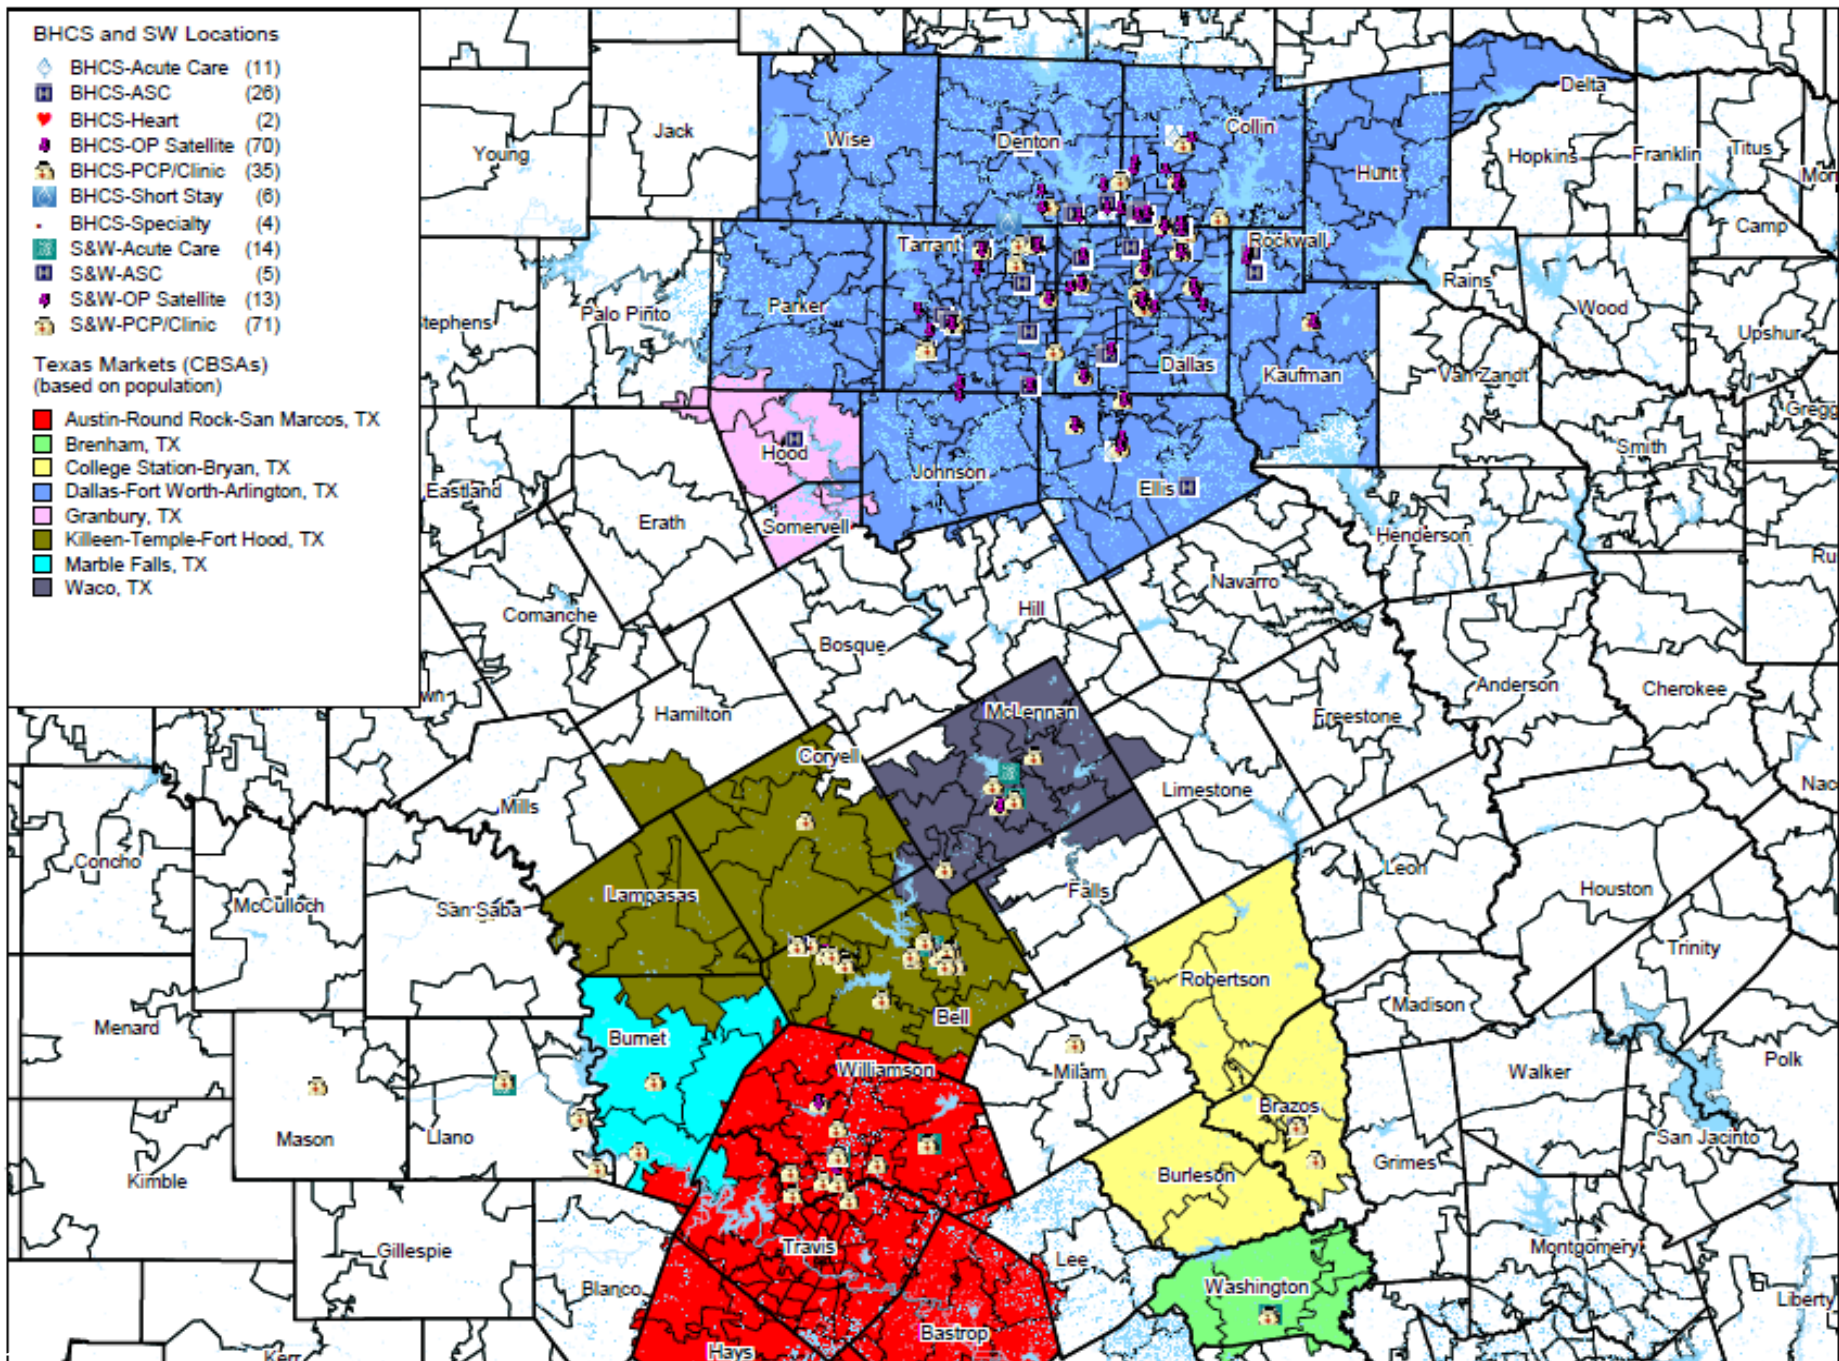 BHCS and SW Locations
BHCS-Acute Care (11)
BHCS-ASC (26)
BHCS-Heart (2)
BHCS-OP Satellite (70)
BHCS-PCP/Clinic (35)
BHCS-Short Stay (6)
BHCS-Specialty (4)
S&W-Acute Care (14)
S&W-ASC (5)
S&W-OP Satellite (13)
S&W-PCP/Clinic (71)
Texas Markets (CBSAs)
(based on population)
Austin-Round Rock-San Marcos, TX
Brenham, TX
College Station-Bryan, TX
Dallas-Fort Worth-Arlington, TX
Granbury, TX
Killeen-Temple-Fort Hood, TX
Marble Falls, TX
Waco, TX
Delta
Young
Jack
Wise
Denton
Collin
Hunt
Hopkins
Franklin
Titus
Mon
Camp
Tarrant
Rockwall
Rains
Wood
Upshur
tephens
Palo Pinto
Parker
Dallas
Kaufman
Van Zandt
Gregg
Smith
Eastland
Hood
Johnson
Ellis
Erath
Somervell
Henderson
Ru
Comanche
Hill
Navarro
Bosque
wn
Hamilton
McLennan
Freestone
Anderson
Cherokee
Coryell
Limestone
Nac
Mills
Concho
McCulloch
San Saba
Lampasas
Falls
Leon
Houston
Trinity
Robertson
Madison
Menard
Burnet
Bell
Milam
Walker
Polk
Williamson
Brazos
Mason
Llano
San Jacinto
Kimble
Burleson
Grimes
Gillespie
Travis
Lee
Montgomery
Blanco
Washington
Liberty
Bastrop
Hays
Kerr